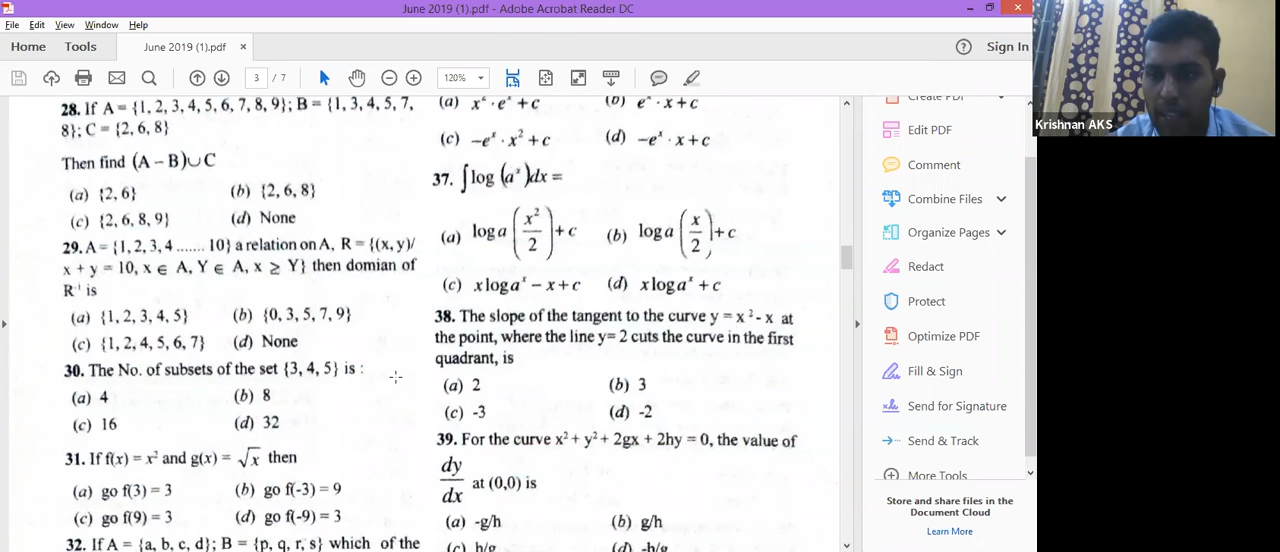 June 2019 (1).pdf - Adobe Acrobat Reader DC
File Edit View Window Help
Home Tools June 2019 (1).pdf × Sign In
3 / 7 120%
28. If A = {1, 2, 3, 4, 5, 6, 7, 8, 9}; B = {1, 3, 4, 5, 7,
8}; C = {2, 6, 8}
Then find (A − B)∪C
(a) {2, 6} (b) {2, 6, 8}
(c) {2, 6, 8, 9} (d) None
29. A = {1, 2, 3, 4 ....... 10} a relation on A, R = {(x, y)/
x + y = 10, x ∈ A, Y ∈ A, x ≥ Y} then domian of
R⁻¹ is
(a) {1, 2, 3, 4, 5} (b) {0, 3, 5, 7, 9}
(c) {1, 2, 4, 5, 6, 7} (d) None
30. The No. of subsets of the set {3, 4, 5} is :
(a) 4 (b) 8
(c) 16 (d) 32
31. If f(x) = x² and g(x) = √x then
(a) go f(3) = 3 (b) go f(-3) = 9
(c) go f(9) = 3 (d) go f(-9) = 3
32. If A = {a, b, c, d}; B = {p, q, r, s} which of the
(b) eˣ · x + c
(c) −eˣ · x² + c (d) −eˣ · x + c
37. ∫ log (aˣ)dx =
(a) log a (x²/2) + c (b) log a (x/2) + c
(c) x log aˣ − x + c (d) x log aˣ + c
38. The slope of the tangent to the curve y = x² - x at
the point, where the line y= 2 cuts the curve in the first
quadrant, is
(a) 2 (b) 3
(c) -3 (d) -2
39. For the curve x² + y² + 2gx + 2hy = 0, the value of
dy/dx at (0,0) is
(a) -g/h (b) g/h
(c) h/g (d) -h/g
Create PDF
Edit PDF
Comment
Combine Files
Organize Pages
Redact
Protect
Optimize PDF
Fill & Sign
Send for Signature
Send & Track
More Tools
Store and share files in the
Document Cloud
Learn More
Krishnan AKS